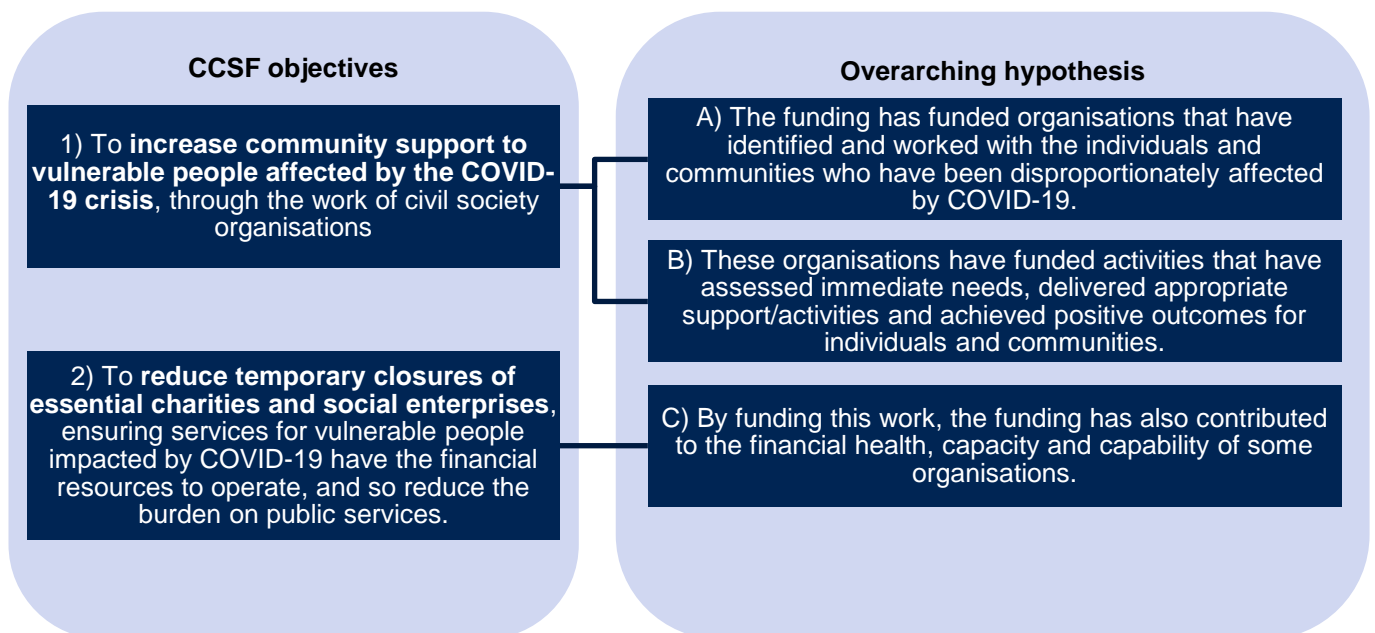 CCSF objectives
1) To increase community support to
vulnerable people affected by the COVID-
19 crisis, through the work of civil society
organisations
2) To reduce temporary closures of
essential charities and social enterprises,
ensuring services for vulnerable people
impacted by COVID-19 have the financial
resources to operate, and so reduce the
burden on public services.
Overarching hypothesis
A) The funding has funded organisations that have
identified and worked with the individuals and
communities who have been disproportionately affected
by COVID-19.
B) These organisations have funded activities that have
assessed immediate needs, delivered appropriate
support/activities and achieved positive outcomes for
individuals and communities.
C) By funding this work, the funding has also contributed
to the financial health, capacity and capability of some
organisations.